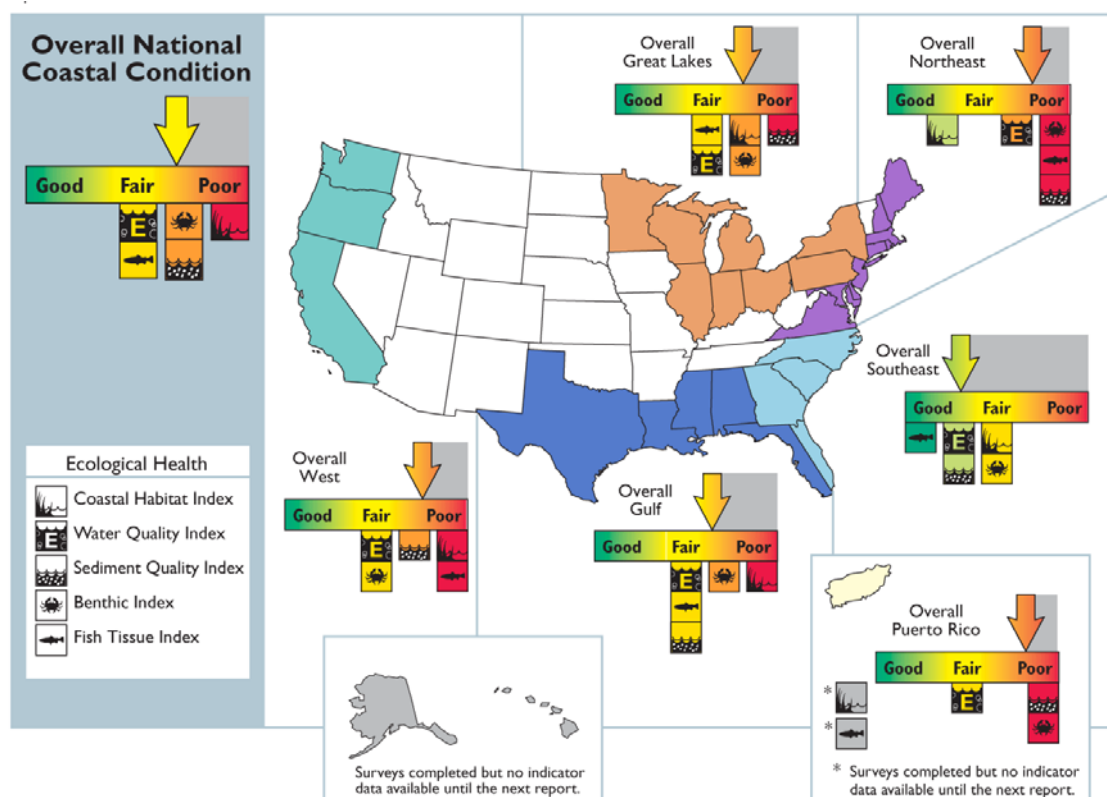 Overall National
Coastal Condition
Good Fair Poor
E
Ecological Health
Coastal Habitat Index
E Water Quality Index
Sediment Quality Index
Benthic Index
Fish Tissue Index
Overall
Great Lakes
Good Fair Poor
E
Overall
Northeast
Good Fair Poor
E
Overall
Southeast
Good Fair Poor
E
Overall
West
Good Fair Poor
E
Overall
Gulf
Good Fair Poor
E
Surveys completed but no indicator
data available until the next report.
Overall
Puerto Rico
Good Fair Poor
E
*
*
* Surveys completed but no indicator
data available until the next report.